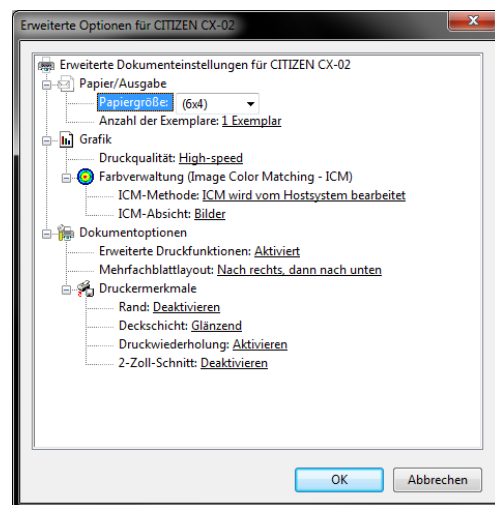 Erweiterte Optionen für CITIZEN CX-02
Erweiterte Dokumenteinstellungen für CITIZEN CX-02
Papier/Ausgabe
Papiergröße: (6x4)
Anzahl der Exemplare: 1 Exemplar
Grafik
Druckqualität: High-speed
Farbverwaltung (Image Color Matching - ICM)
ICM-Methode: ICM wird vom Hostsystem bearbeitet
ICM-Absicht: Bilder
Dokumentoptionen
Erweiterte Druckfunktionen: Aktiviert
Mehrfachblattlayout: Nach rechts, dann nach unten
Druckermerkmale
Rand: Deaktivieren
Deckschicht: Glänzend
Druckwiederholung: Aktivieren
2-Zoll-Schnitt: Deaktivieren
OK Abbrechen